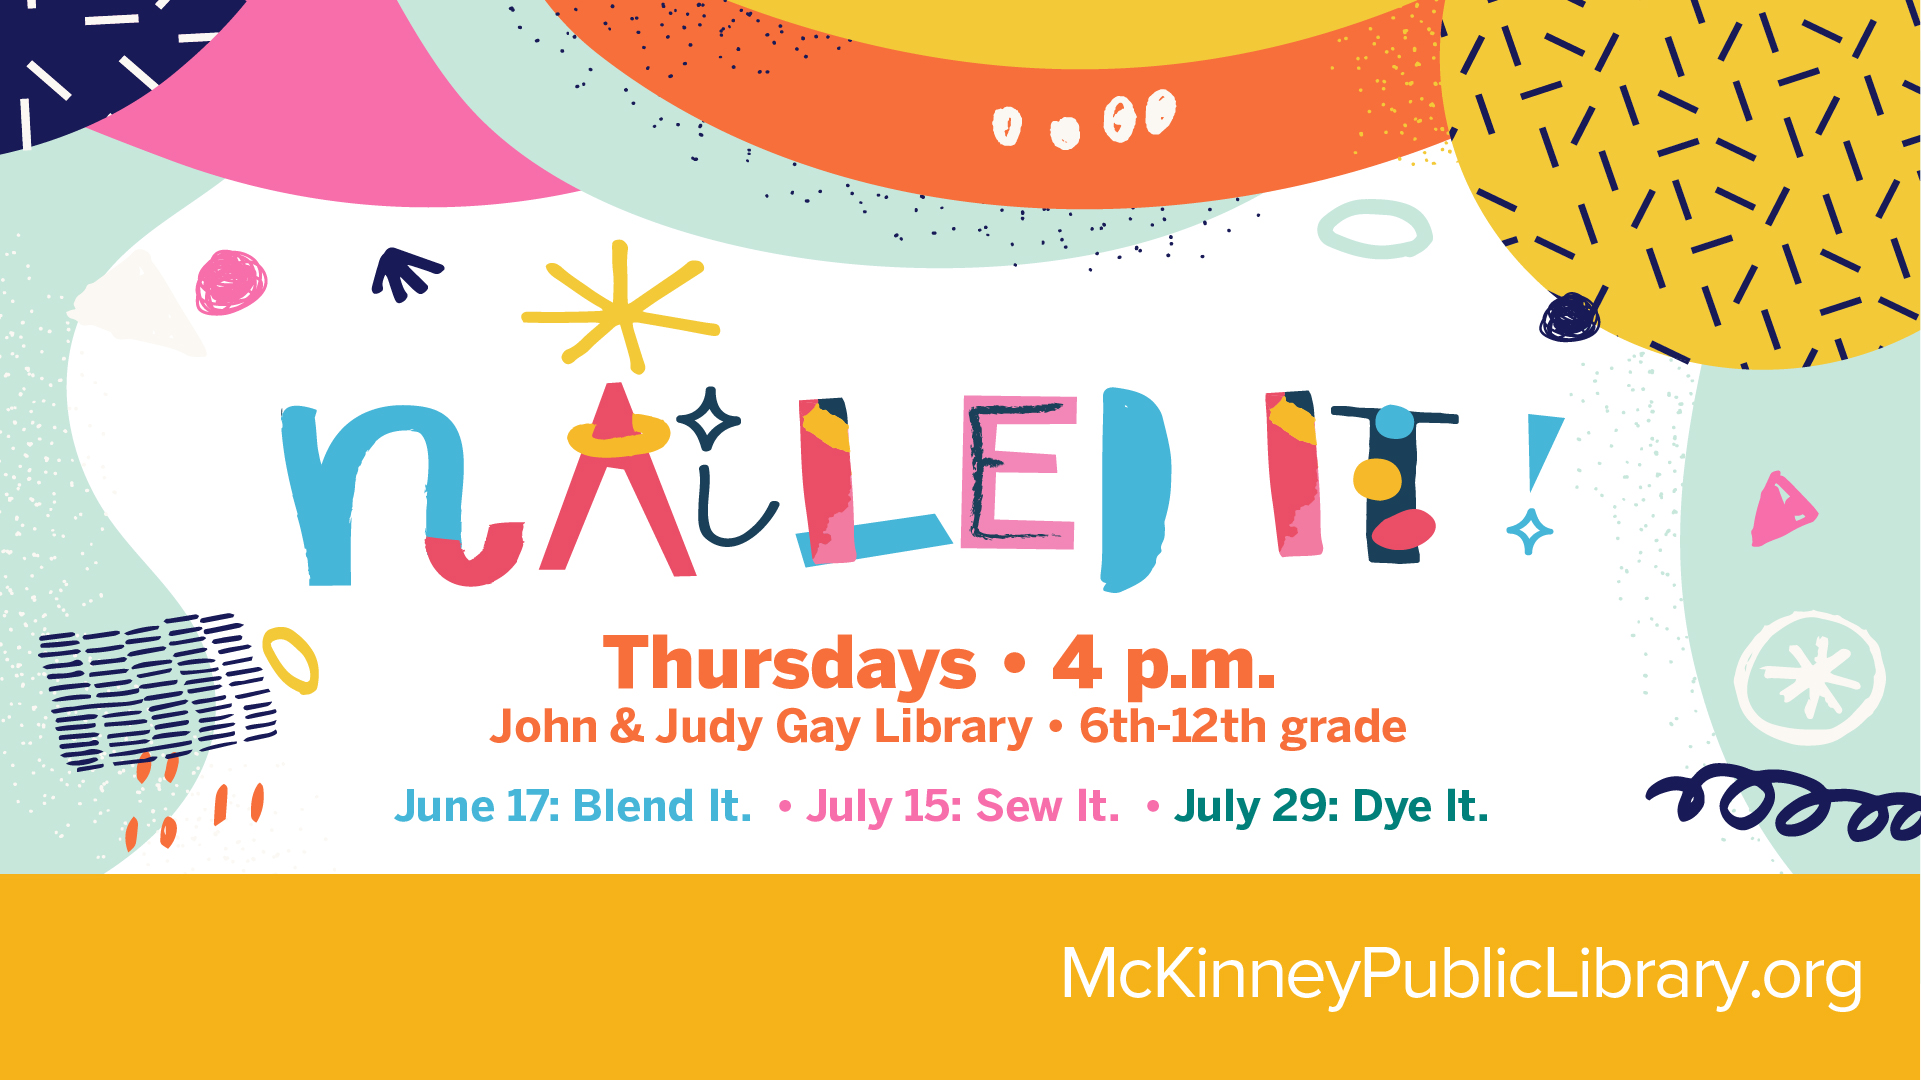 NAiLED IT!
Thursdays • 4 p.m.
John & Judy Gay Library • 6th-12th grade
June 17: Blend It. • July 15: Sew It. • July 29: Dye It.
McKinneyPublicLibrary.org